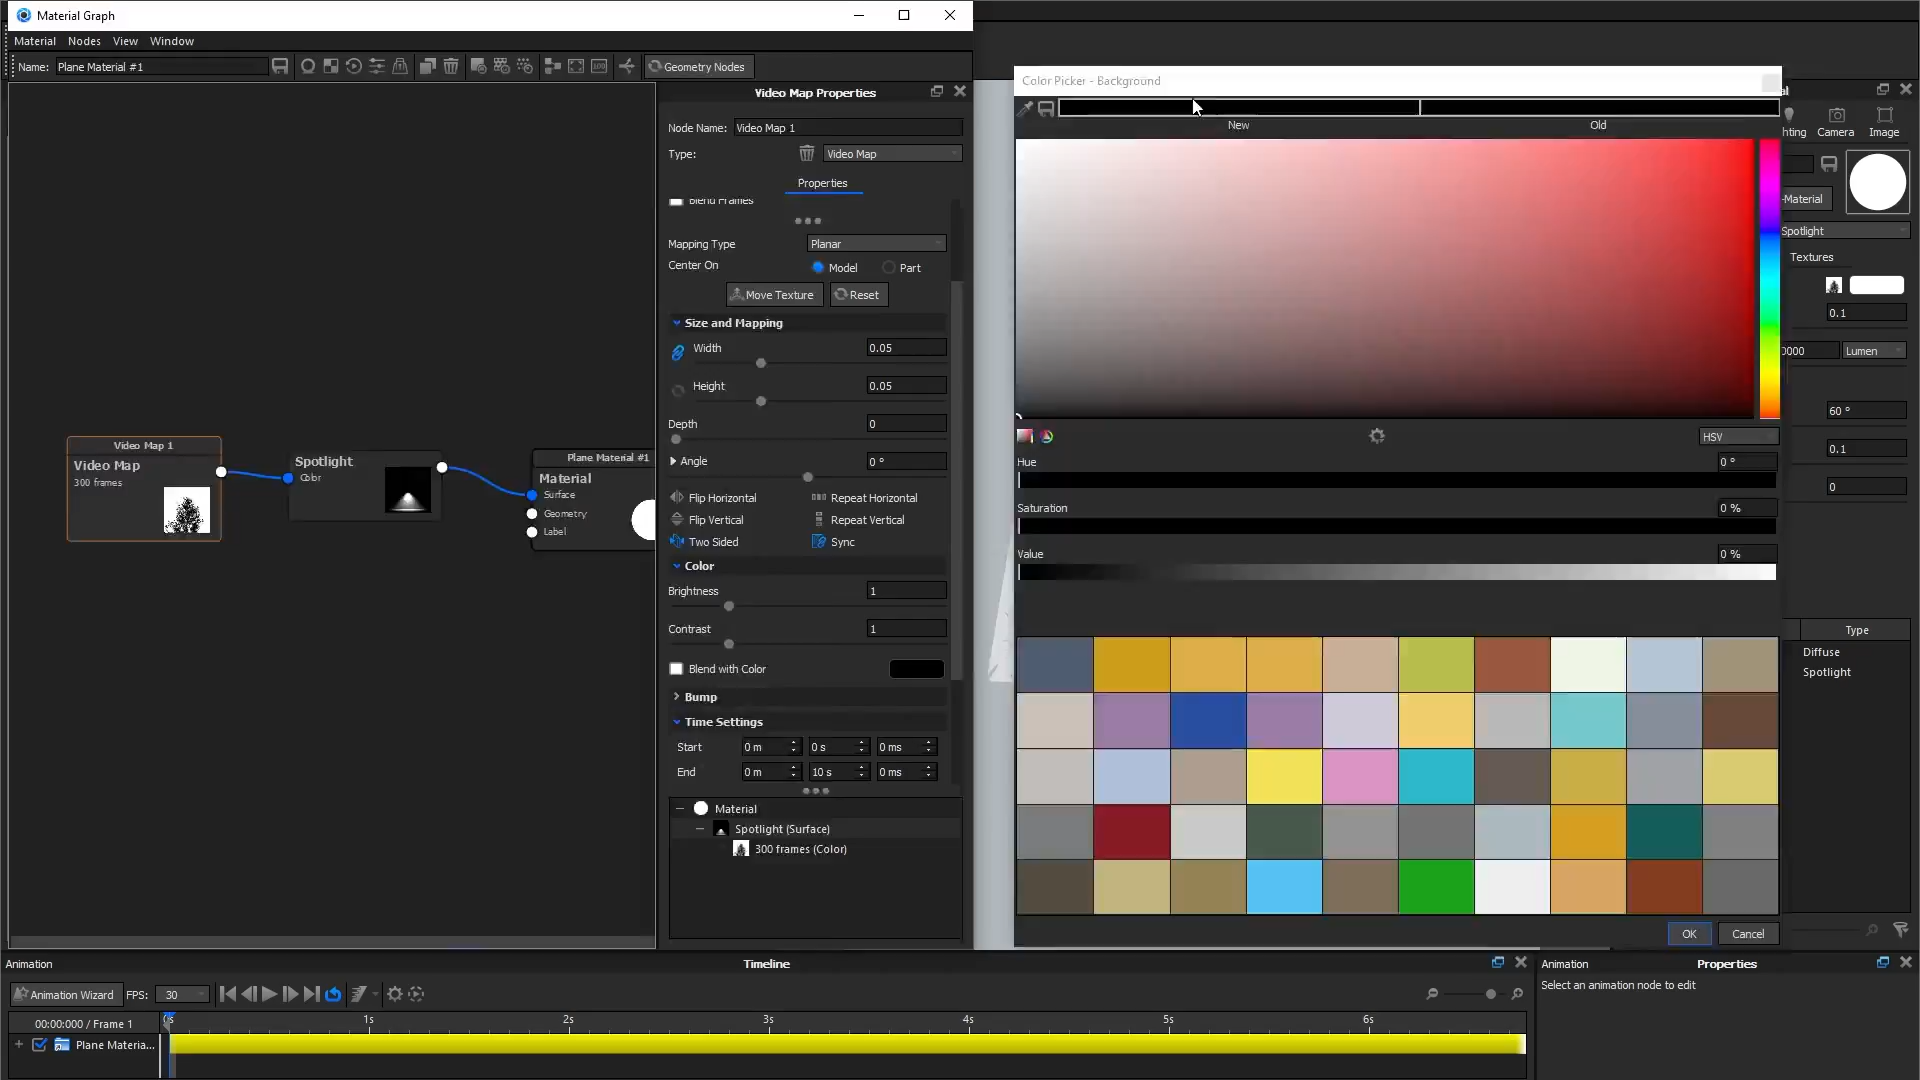 Material Graph
Material Nodes View Window
Name: Plane Material #1
Geometry Nodes
Video Map Properties
Node Name: Video Map 1
Type: Video Map
Properties
Blend Frames
Mapping Type Planar
Center On Model Part
Move Texture Reset
Size and Mapping
Width 0.05
Height 0.05
Depth 0
Angle 0 °
Flip Horizontal Repeat Horizontal
Flip Vertical Repeat Vertical
Two Sided Sync
Color
Brightness 1
Contrast 1
Blend with Color
Bump
Time Settings
Start 0 m 0 s 0 ms
End 0 m 10 s 0 ms
Material
Spotlight (Surface)
300 frames (Color)
Video Map 1
Video Map
300 frames
Spotlight
Color
Plane Material #1
Material
Surface
Geometry
Label
Color Picker - Background
New Old
HSV
Hue 0 °
Saturation 0 %
Value 0 %
OK Cancel
hting Camera Image
-Material
Spotlight
Textures
0.1
0000 Lumen
60 °
0.1
0
Type
Diffuse
Spotlight
Animation Timeline
Animation Wizard FPS: 30
00:00:000 / Frame 1
0s 1s 2s 3s 4s 5s 6s
Plane Materia...
Animation Properties
Select an animation node to edit